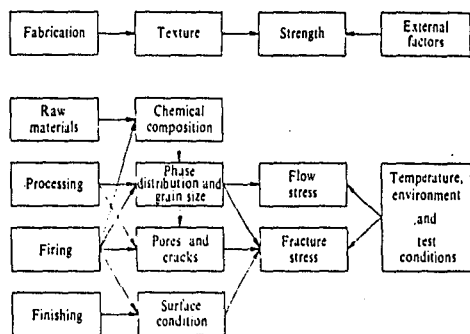 Fabrication
Texture
Strength
External
factors
Raw
materials
Chemical
composition
Processing
Phase
distribution and
grain size
Flow
stress
Temperature,
environment
and
test
conditions
Firing
Pores and
cracks
Fracture
stress
Finishing
Surface
condition